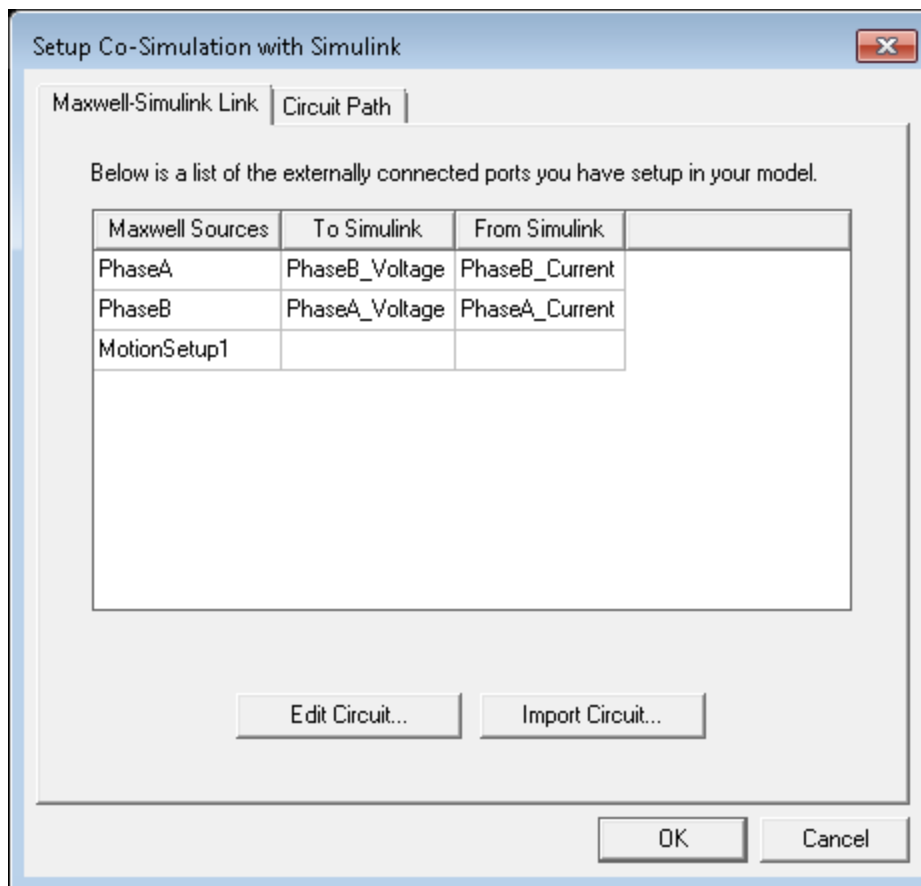 Setup Co-Simulation with Simulink
Maxwell-Simulink Link Circuit Path
Below is a list of the externally connected ports you have setup in your model.
Maxwell Sources To Simulink From Simulink
PhaseA PhaseB_Voltage PhaseB_Current
PhaseB PhaseA_Voltage PhaseA_Current
MotionSetup1
Edit Circuit... Import Circuit...
OK Cancel